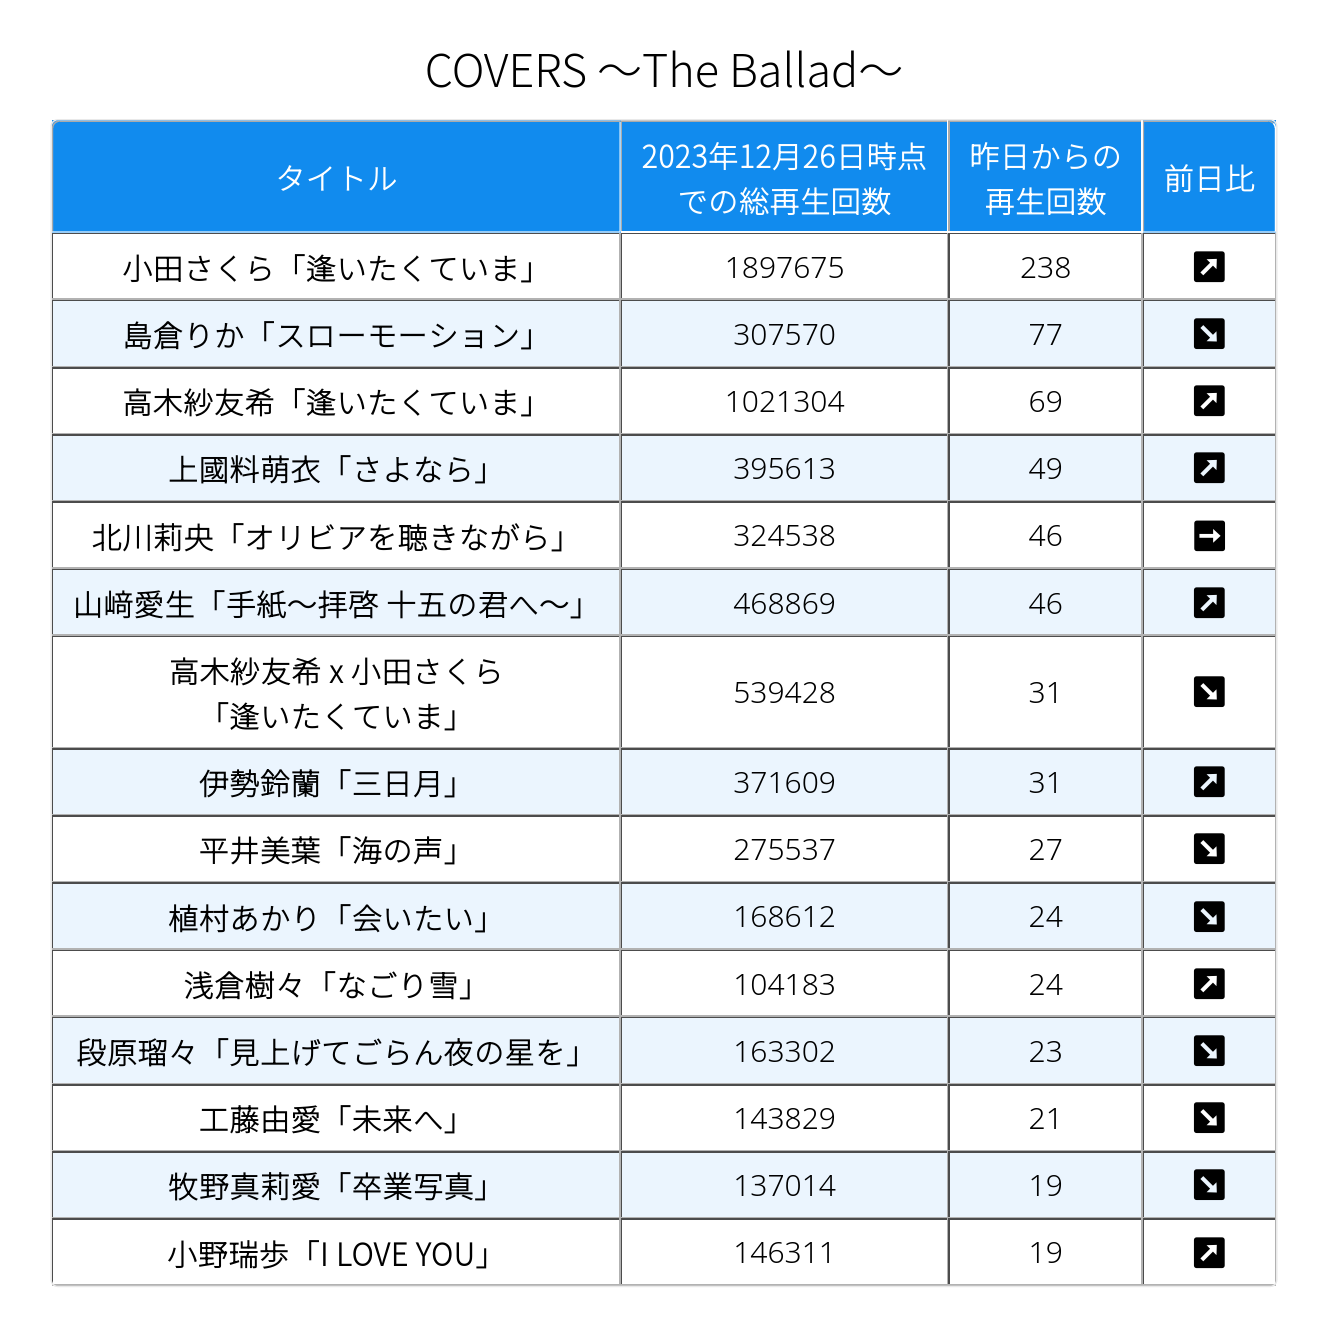 COVERS ～The Ballad～
タイトル
2023年12月26日時点
での総再生回数
昨日からの
再生回数
前日比
小田さくら「逢いたくていま」 1897675 238 ↗
島倉りか「スローモーション」 307570 77 ↘
高木紗友希「逢いたくていま」 1021304 69 ↗
上國料萌衣「さよなら」 395613 49 ↗
北川莉央「オリビアを聴きながら」 324538 46 →
山﨑愛生「手紙～拝啓 十五の君へ～」 468869 46 ↗
高木紗友希 x 小田さくら
「逢いたくていま」 539428 31 ↘
伊勢鈴蘭「三日月」 371609 31 ↗
平井美葉「海の声」 275537 27 ↘
植村あかり「会いたい」 168612 24 ↘
浅倉樹々「なごり雪」 104183 24 ↗
段原瑠々「見上げてごらん夜の星を」 163302 23 ↘
工藤由愛「未来へ」 143829 21 ↘
牧野真莉愛「卒業写真」 137014 19 ↘
小野瑞歩「I LOVE YOU」 146311 19 ↗